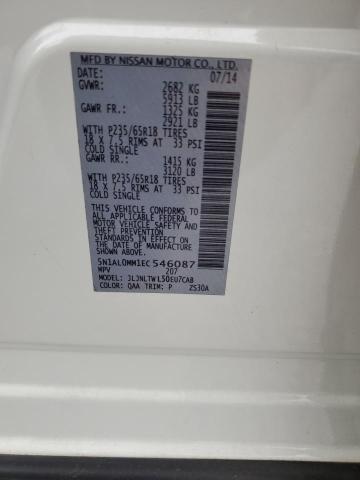 MFD BY NISSAN MOTOR CO., LTD.
DATE: 07/14
GVWR: 2682 KG
5913 LB
GAWR FR: 1325 KG
2921 LB
WITH P235/65R18 TIRES
18 X 7.5 RIMS AT 33 PSI
COLD SINGLE
GAWR RR: 1415 KG
3120 LB
WITH P235/65R18 TIRES
18 X 7.5 RIMS AT 33 PSI
COLD SINGLE
THIS VEHICLE CONFORMS TO
ALL APPLICABLE FEDERAL
MOTOR VEHICLE SAFETY AND
THEFT PREVENTION
STANDARDS IN EFFECT ON
THE DATE OF MANUFACTURE
SHOWN ABOVE.
5N1AL0MM1EC546087
MPV 207
MODEL: JLJNLTWL50EU7CAB
COLOR: QAA TRIM: P ZS30A